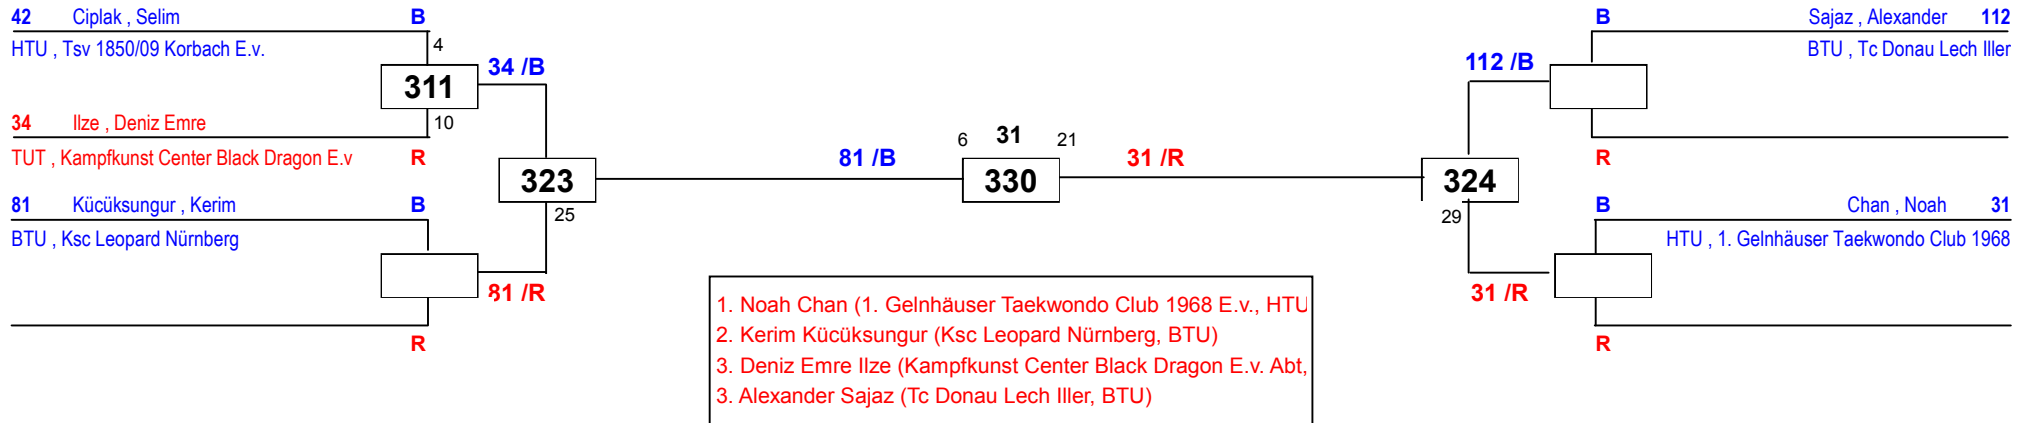 42 Ciplak , Selim B
HTU , Tsv 1850/09 Korbach E.v.
4
311
34 /B
10
34 Ilze , Deniz Emre
TUT , Kampfkunst Center Black Dragon E.v R
323
25
81 Kücüksungur , Kerim B
BTU , Ksc Leopard Nürnberg
81 /R
R
81 /B
6 31 21
330
31 /R
B Sajaz , Alexander 112
BTU , Tc Donau Lech Iller
112 /B
R
324
29
B Chan , Noah 31
HTU , 1. Gelnhäuser Taekwondo Club 1968
31 /R
R
1. Noah Chan (1. Gelnhäuser Taekwondo Club 1968 E.v., HTU
2. Kerim Kücüksungur (Ksc Leopard Nürnberg, BTU)
3. Deniz Emre Ilze (Kampfkunst Center Black Dragon E.v. Abt,
3. Alexander Sajaz (Tc Donau Lech Iller, BTU)